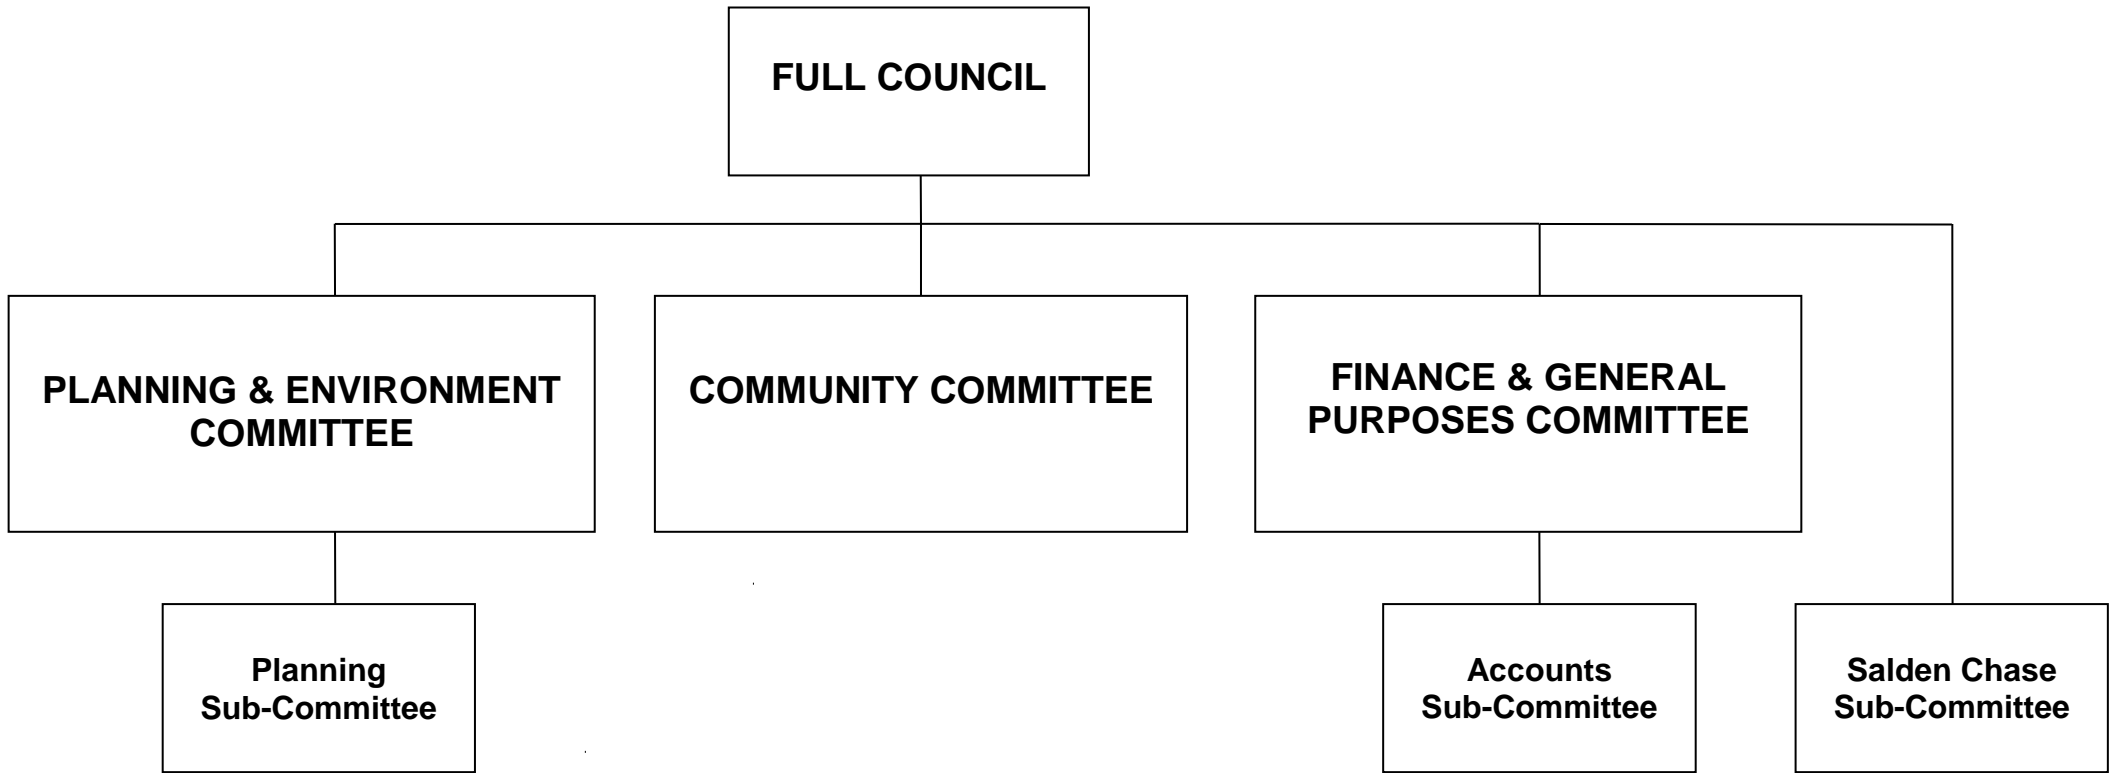 FULL COUNCIL
PLANNING & ENVIRONMENT
COMMITTEE
COMMUNITY COMMITTEE
FINANCE & GENERAL
PURPOSES COMMITTEE
Planning
Sub-Committee
Accounts
Sub-Committee
Salden Chase
Sub-Committee